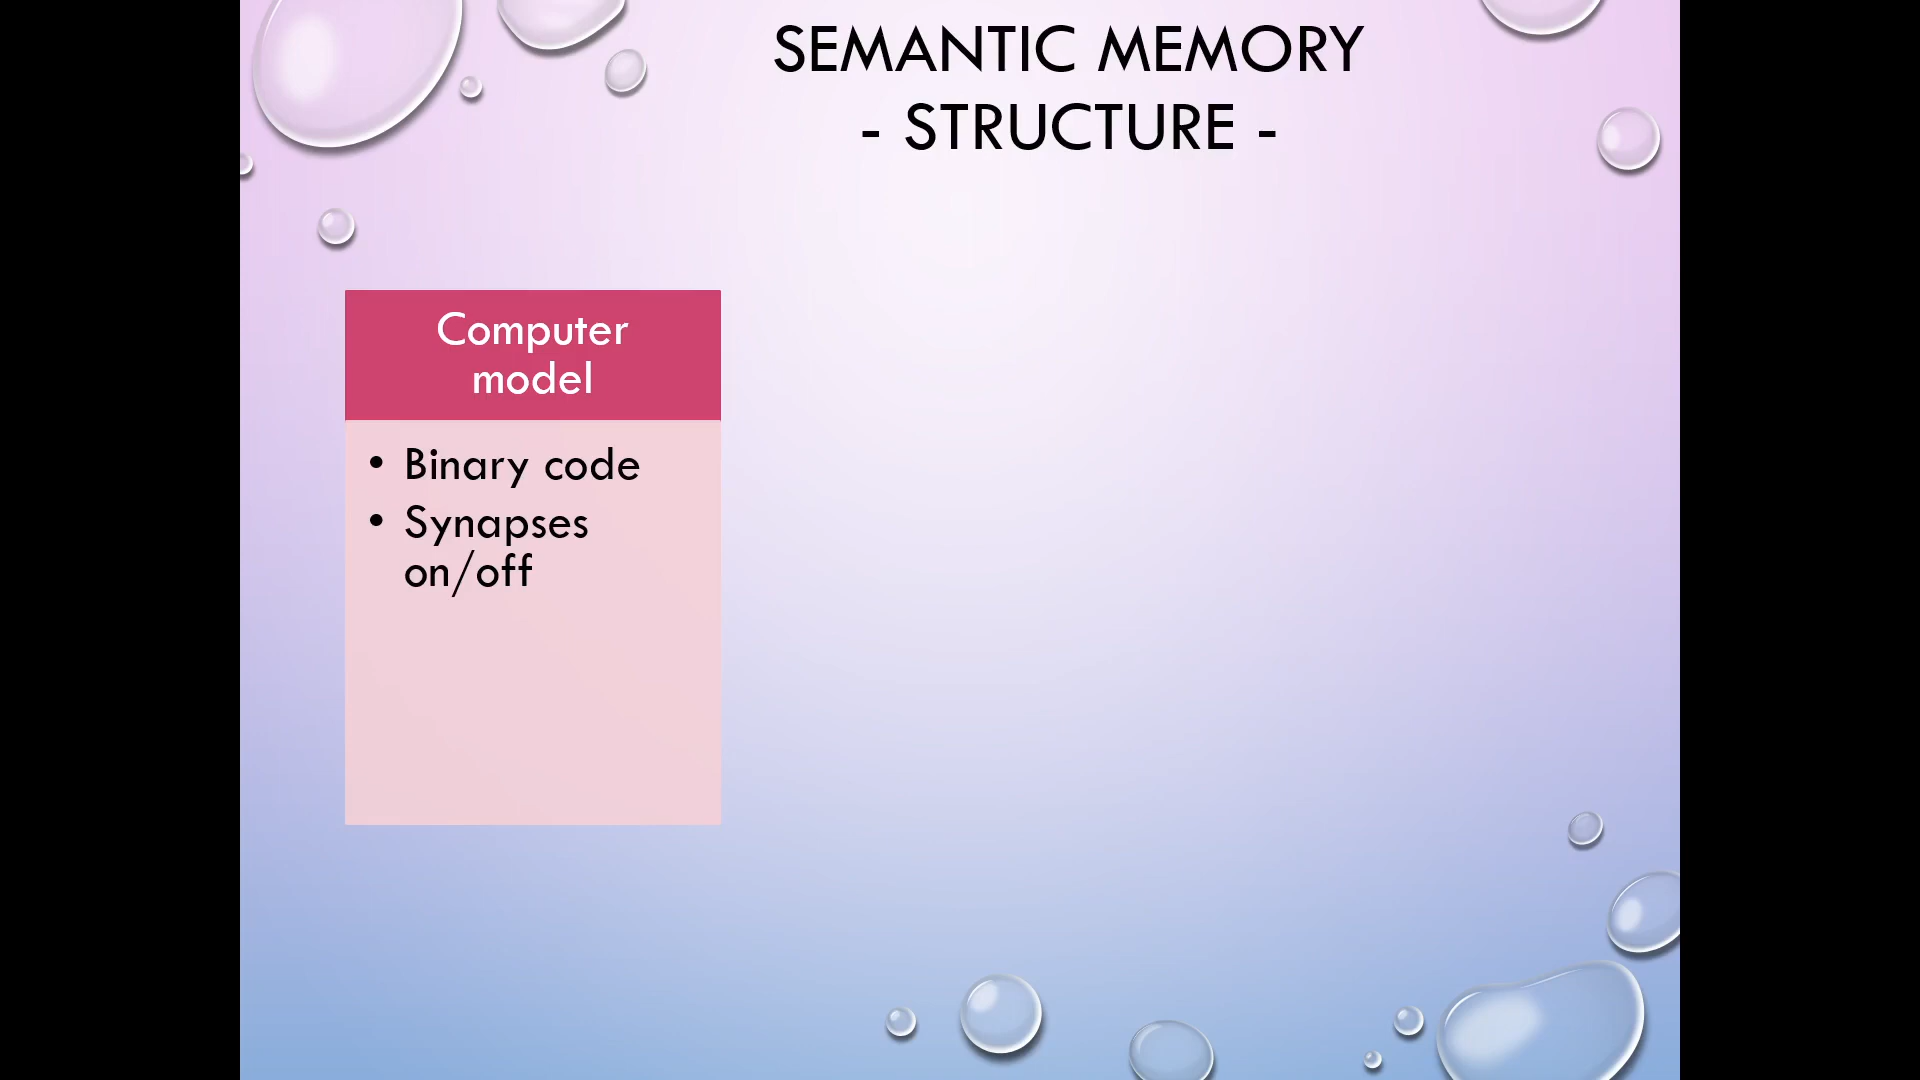 SEMANTIC MEMORY
- STRUCTURE -
Computer
model
• Binary code
• Synapses
on/off